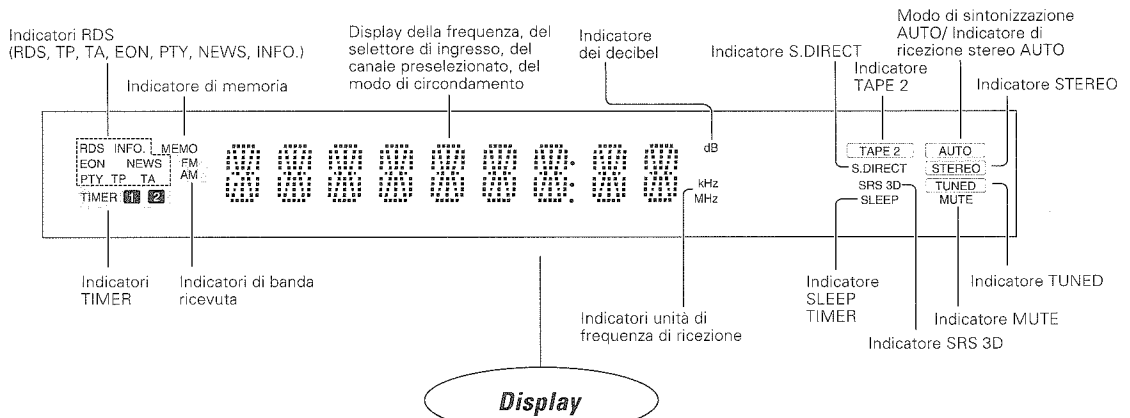 Indicatori RDS
(RDS, TP, TA, EON, PTY, NEWS, INFO.)
Indicatore di memoria
Display della frequenza, del
selettore di ingresso, del
canale preselezionato, del
modo di circondamento
Indicatore
dei decibel
Indicatore S.DIRECT
Indicatore
TAPE 2
Modo di sintonizzazione
AUTO/ Indicatore di
ricezione stereo AUTO
Indicatore STEREO
RDS INFO. MEMO
EON NEWS FM
PTY TP TA AM
TIMER 1 2
dB
kHz
MHz
TAPE 2 AUTO
S.DIRECT STEREO
SRS 3D TUNED
SLEEP MUTE
Indicatori
TIMER
Indicatori di banda
ricevuta
Indicatori unità di
frequenza di ricezione
Indicatore
SLEEP
TIMER
Indicatore SRS 3D
Indicatore MUTE
Indicatore TUNED
Display